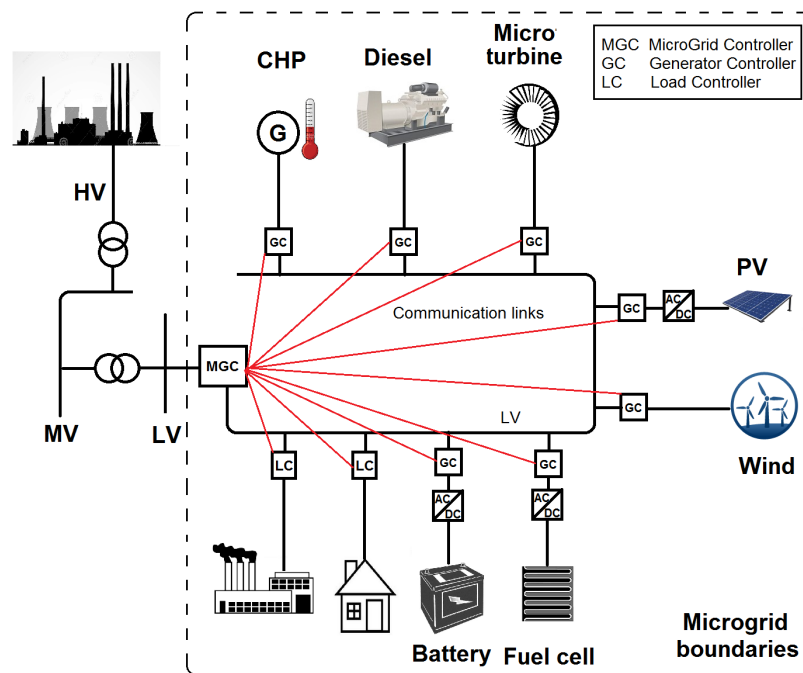 Micro
CHP
Diesel
turbine
MGC MicroGrid Controller
GC Generator Controller
LC Load Controller
G
HV
GC
GC
GC
PV
Communication links
GC
AC
DC
MGC
GC
MV
LV
LV
Wind
LC
LC
GC
GC
AC
DC
AC
DC
Battery
Fuel cell
Microgrid
boundaries